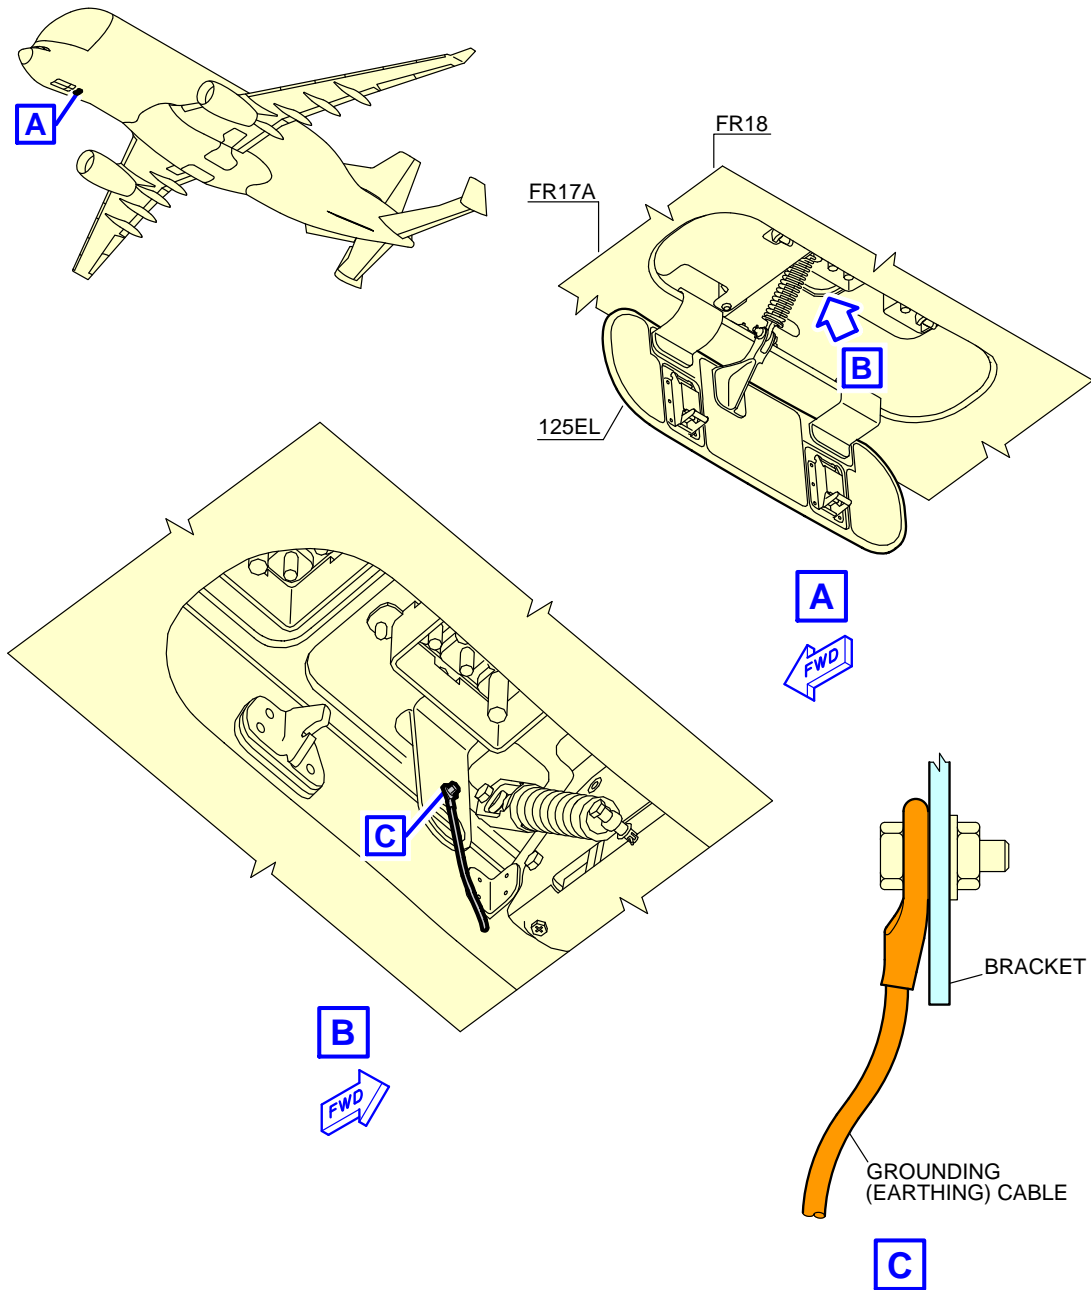 A
FR18
FR17A
B
125EL
A
FWD
C
B
FWD
BRACKET
GROUNDING
(EARTHING) CABLE
C